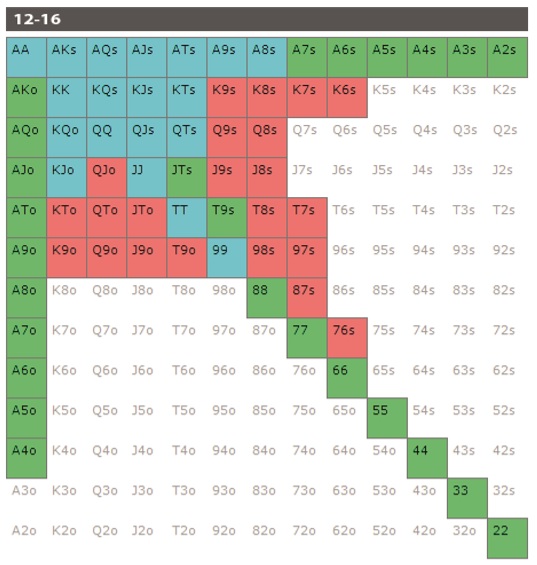 12-16
AA AKs AQs AJs ATs A9s A8s A7s A6s A5s A4s A3s A2s
AKo KK KQs KJs KTs K9s K8s K7s K6s K5s K4s K3s K2s
AQo KQo QQ QJs QTs Q9s Q8s Q7s Q6s Q5s Q4s Q3s Q2s
AJo KJo QJo JJ JTs J9s J8s J7s J6s J5s J4s J3s J2s
ATo KTo QTo JTo TT T9s T8s T7s T6s T5s T4s T3s T2s
A9o K9o Q9o J9o T9o 99 98s 97s 96s 95s 94s 93s 92s
A8o K8o Q8o J8o T8o 98o 88 87s 86s 85s 84s 83s 82s
A7o K7o Q7o J7o T7o 97o 87o 77 76s 75s 74s 73s 72s
A6o K6o Q6o J6o T6o 96o 86o 76o 66 65s 64s 63s 62s
A5o K5o Q5o J5o T5o 95o 85o 75o 65o 55 54s 53s 52s
A4o K4o Q4o J4o T4o 94o 84o 74o 64o 54o 44 43s 42s
A3o K3o Q3o J3o T3o 93o 83o 73o 63o 53o 43o 33 32s
A2o K2o Q2o J2o T2o 92o 82o 72o 62o 52o 42o 32o 22